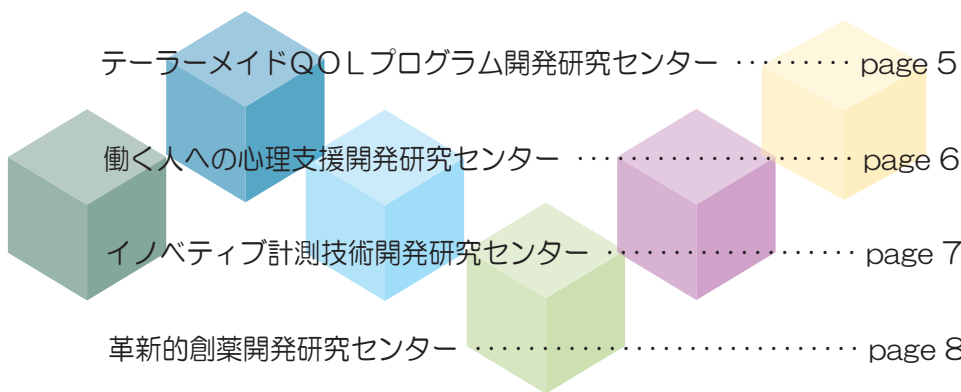 テーラーメイドＱＯＬプログラム開発研究センター ········· page 5
働く人への心理支援開発研究センター ····················· page 6
イノベティブ計測技術開発研究センター ···················· page 7
革新的創薬開発研究センター ····························· page 8